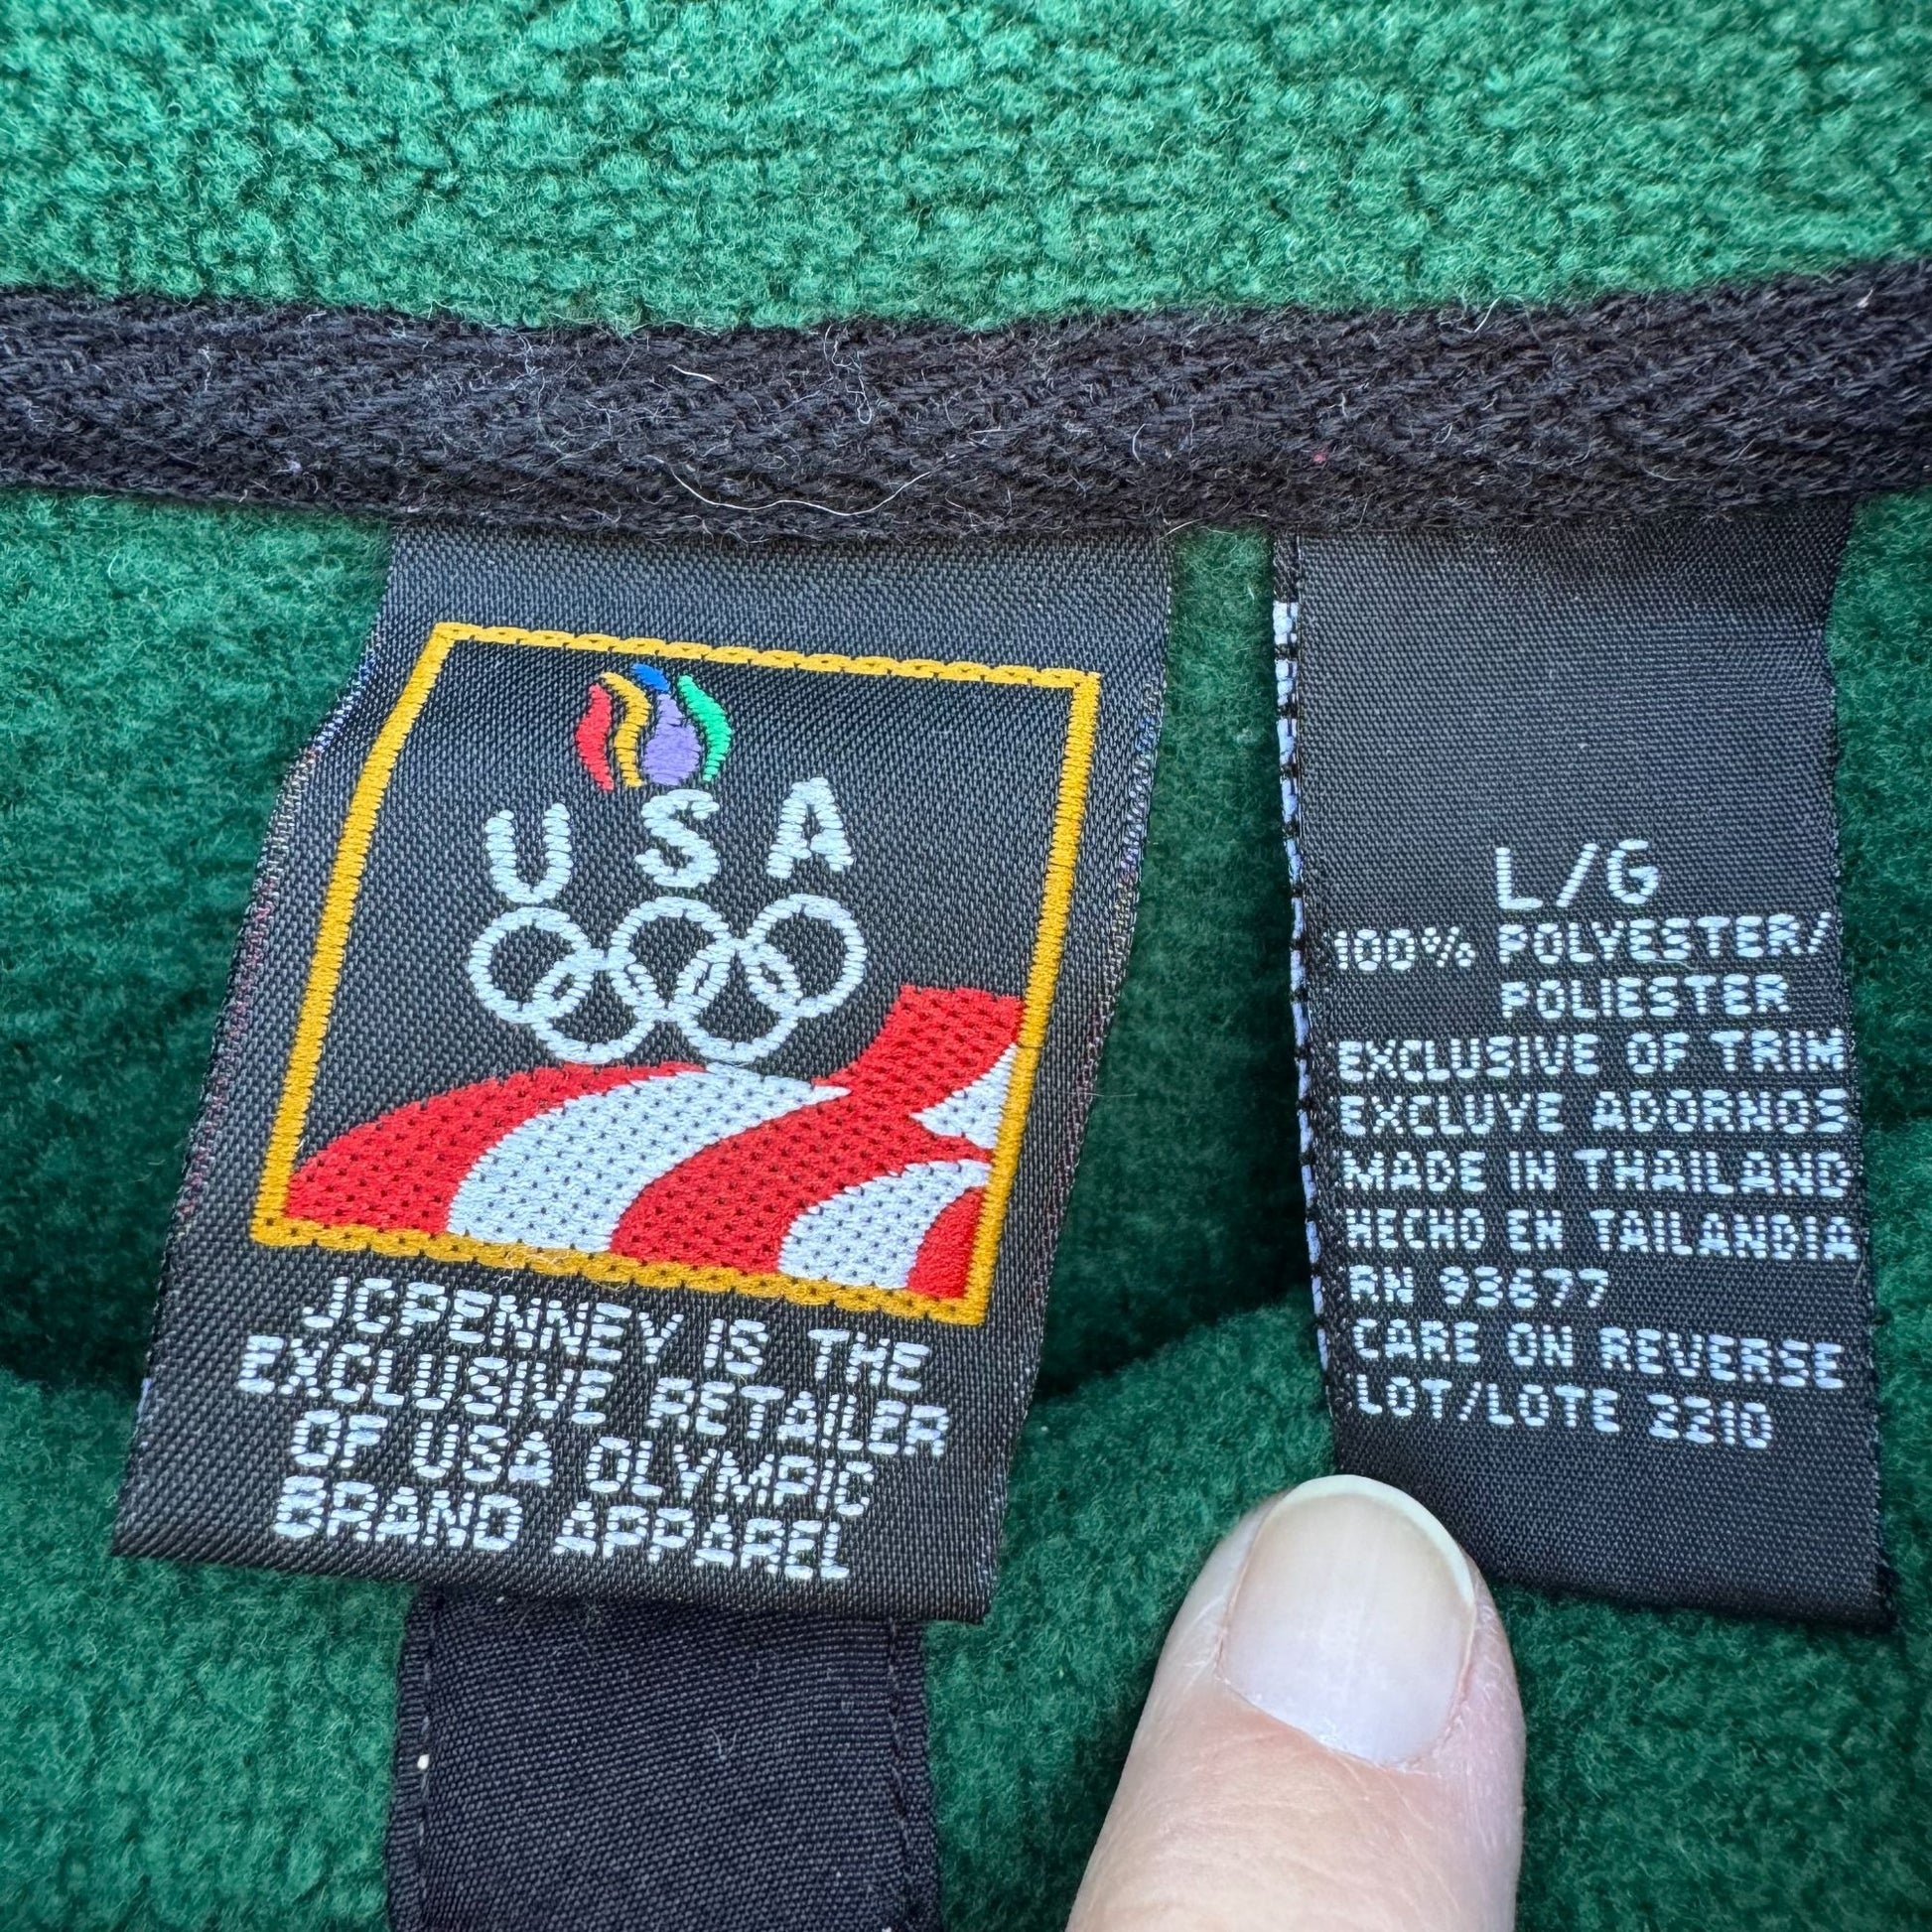 USA
JCPENNEY IS THE
EXCLUSIVE RETAILER
OF USA OLYMPIC
BRAND APPAREL
L/G
100% POLYESTER/
POLIESTER
EXCLUSIVE OF TRIM
EXCLUYE ADORNOS
MADE IN THAILAND
HECHO EN TAILANDIA
RN 93677
CARE ON REVERSE
LOT/LOTE 2210